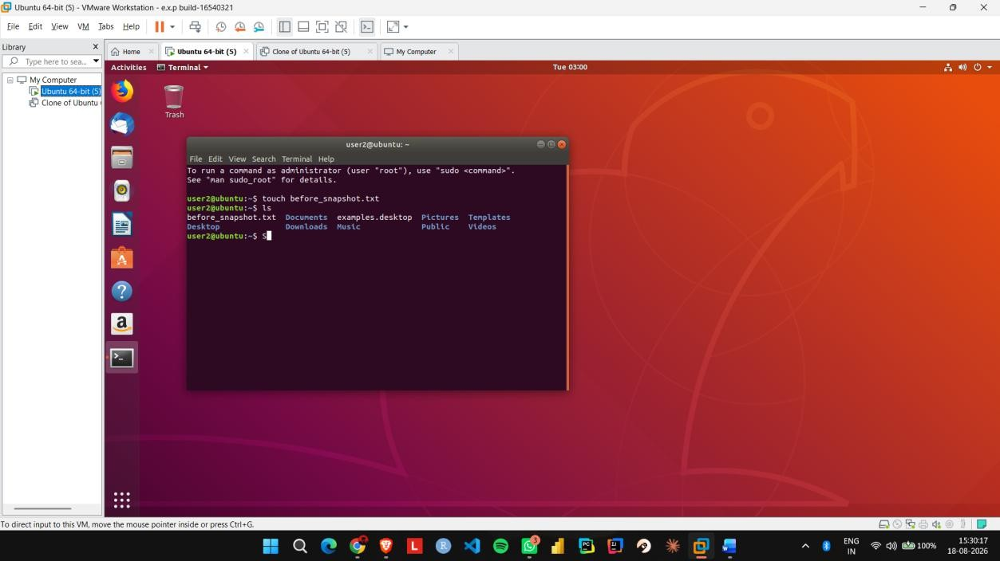 Ubuntu 64-bit (5) - VMware Workstation - e.x.p build-16540321
File Edit View VM Tabs Help
Library
Type here to sea...
Home
Ubuntu 64-bit (5)
Clone of Ubuntu 64-bit (5)
My Computer
My Computer
Ubuntu 64-bit (5)
Clone of Ubuntu
Activities
Terminal
Tue 03:00
Trash
user2@ubuntu: ~
File Edit View Search Terminal Help
To run a command as administrator (user "root"), use "sudo <command>".
See "man sudo_root" for details.
user2@ubuntu:~$ touch before_snapshot.txt
user2@ubuntu:~$ ls
before_snapshot.txt Documents examples.desktop Pictures Templates
Desktop Downloads Music Public Videos
user2@ubuntu:~$ S
To direct input to this VM, move the mouse pointer inside or press Ctrl+G.
ENG
IN
100%
15:30:17
18-08-2026